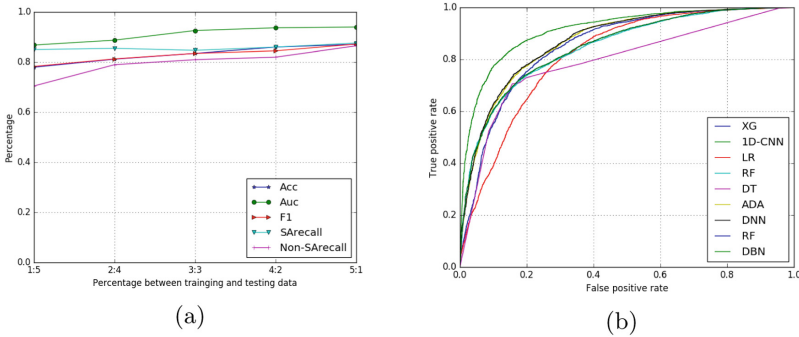 1.0
0.8
0.6
0.4
0.2
0.0
Percentage
Acc
Auc
F1
SArecall
Non-SArecall
1:5 2:4 3:3 4:2 5:1
Percentage between trainging and testing data
(a)
1.0
0.8
0.6
0.4
0.2
0.0
True positive rate
XG
1D-CNN
LR
RF
DT
ADA
DNN
RF
DBN
0.0 0.2 0.4 0.6 0.8 1.0
False positive rate
(b)